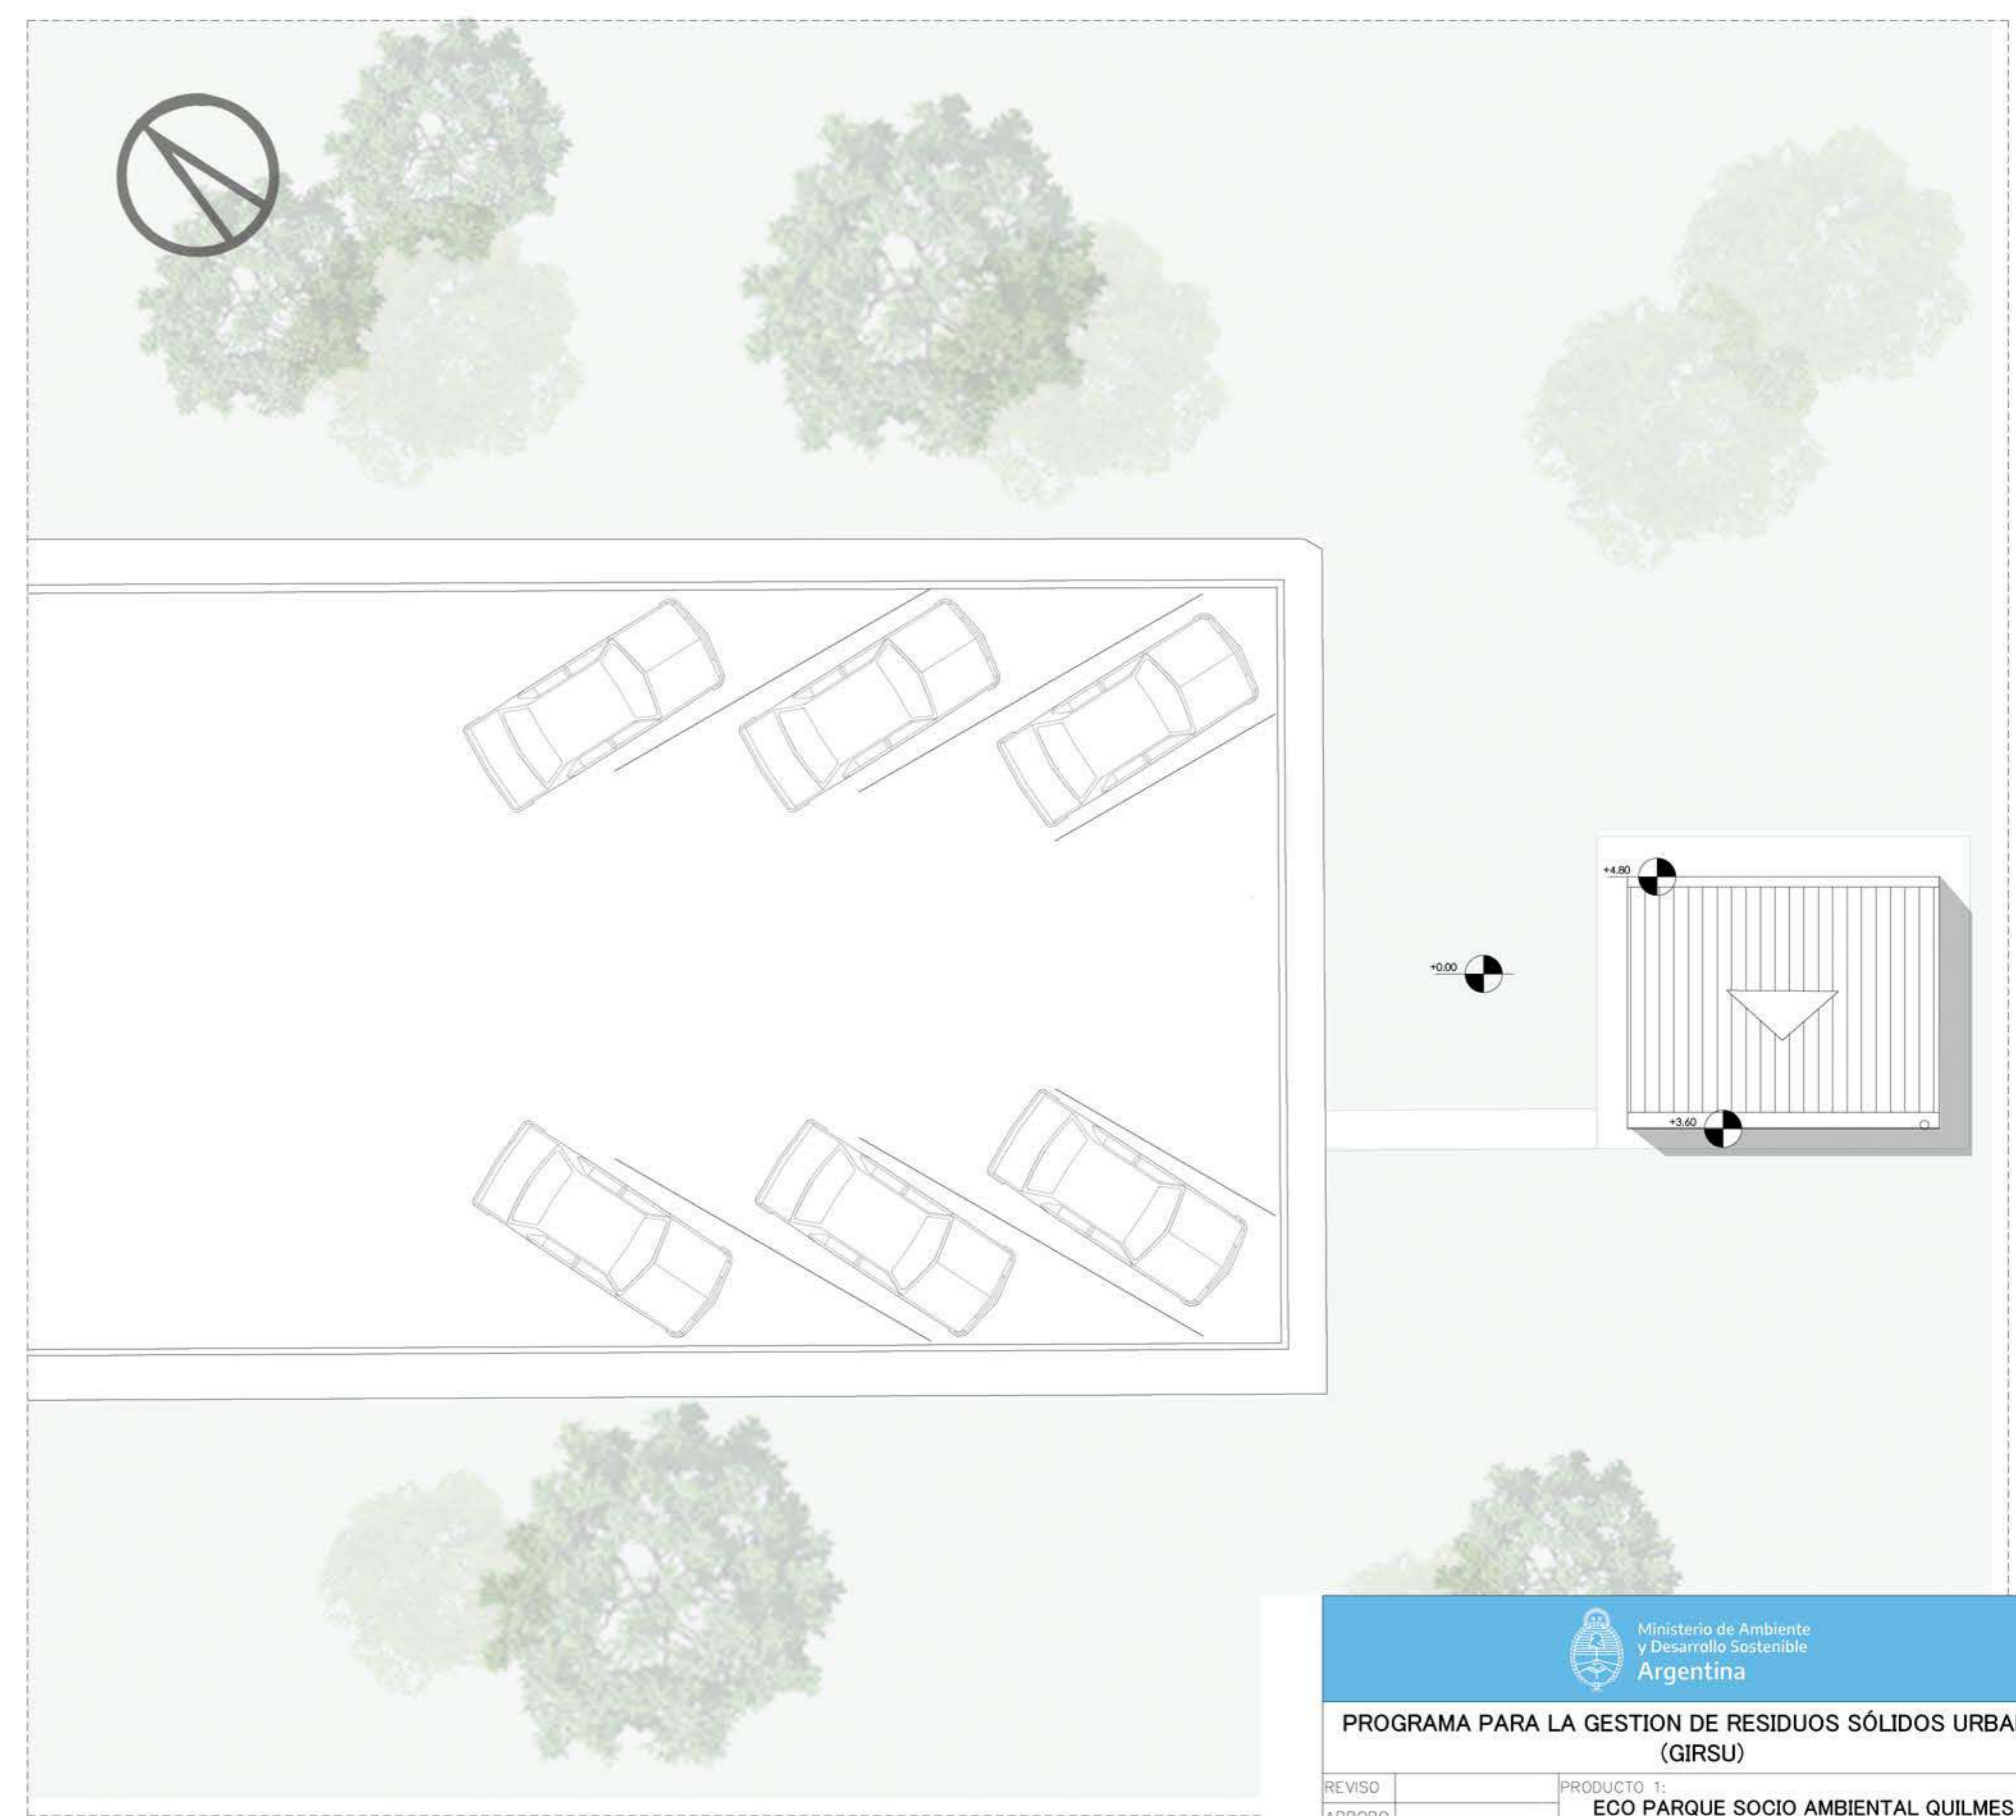 +4.80
+0.00
+3.60
Ministerio de Ambiente
y Desarrollo Sostenible
Argentina
PROGRAMA PARA LA GESTION DE RESIDUOS SÓLIDOS
(GIRSU)
REVISO
PRODUCTO 1:
ECO PARQUE SOCIO AMBIENTAL QUILMES